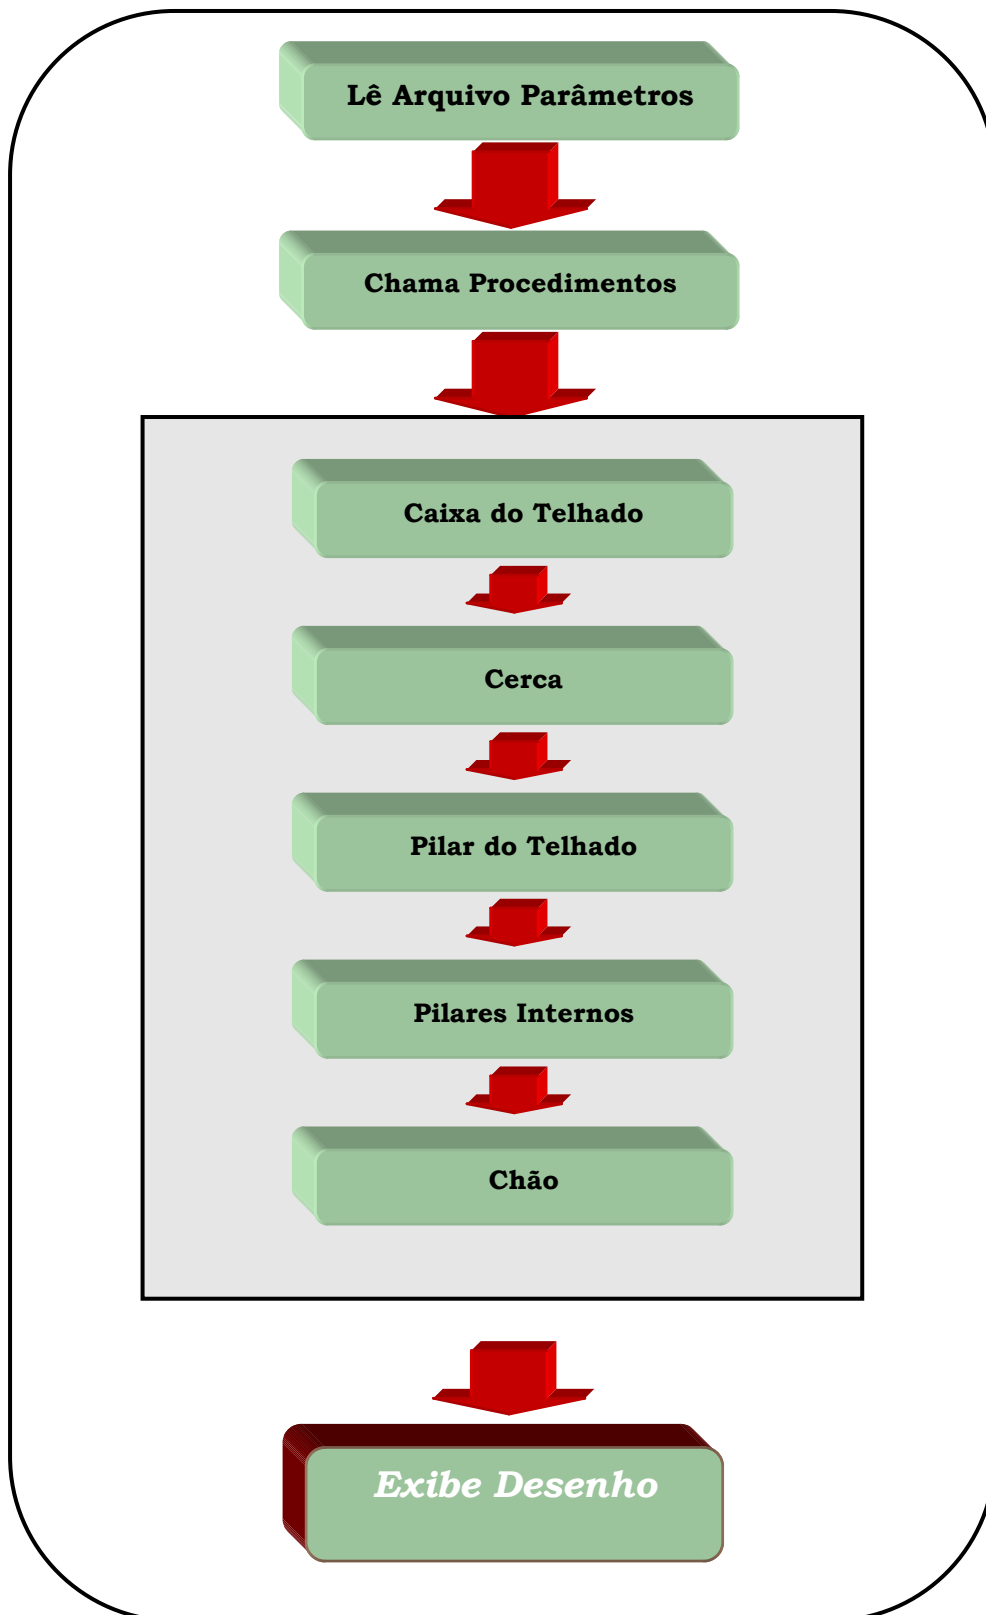 Lê Arquivo Parâmetros
Chama Procedimentos
Caixa do Telhado
Cerca
Pilar do Telhado
Pilares Internos
Chão
Exibe Desenho